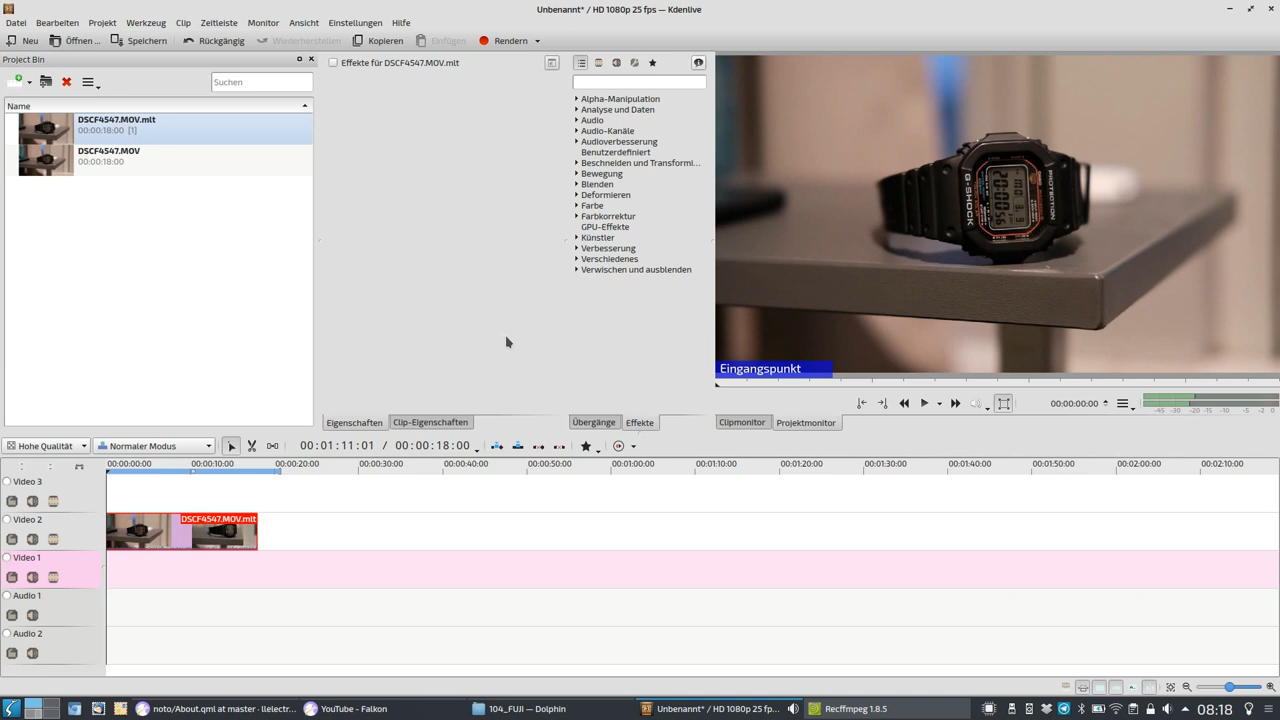 Unbenannt* / HD 1080p 25 fps — Kdenlive
Datei Bearbeiten Projekt Werkzeug Clip Zeitleiste Monitor Ansicht Einstellungen Hilfe
Neu Öffnen ... Speichern Rückgängig Wiederherstellen Kopieren Einfügen Rendern
Project Bin
Suchen
Name
DSCF4547.MOV.mlt
00:00:18:00 [1]
DSCF4547.MOV
00:00:18:00
Effekte für DSCF4547.MOV.mlt
Alpha-Manipulation
Analyse und Daten
Audio
Audio-Kanäle
Audioverbesserung
Benutzerdefiniert
Beschneiden und Transformi...
Bewegung
Blenden
Deformieren
Farbe
Farbkorrektur
GPU-Effekte
Künstler
Verbesserung
Verschiedenes
Verwischen und ausblenden
Eigenschaften Clip-Eigenschaften Übergänge Effekte
G-SHOCK
PROTECTION
Eingangspunkt
00:00:00:00
-45 -30 -20 -15 -10 -5 -2 0
Clipmonitor Projektmonitor
Hohe Qualität Normaler Modus 00:01:11:01 / 00:00:18:00
00:00:00:00 00:00:10:00 00:00:20:00 00:00:30:00 00:00:40:00 00:00:50:00 00:01:00:00 00:01:10:00 00:01:20:00 00:01:30:00 00:01:40:00 00:01:50:00 00:02:00:00 00:02:10:00
Video 3
Video 2
DSCF4547.MOV.mlt
Video 1
Audio 1
Audio 2
noto/About.qml at master · llelectr... YouTube - Falkon 104_FUJI — Dolphin Unbenannt* / HD 1080p 25 fp... Recffmpeg 1.8.5 08:18